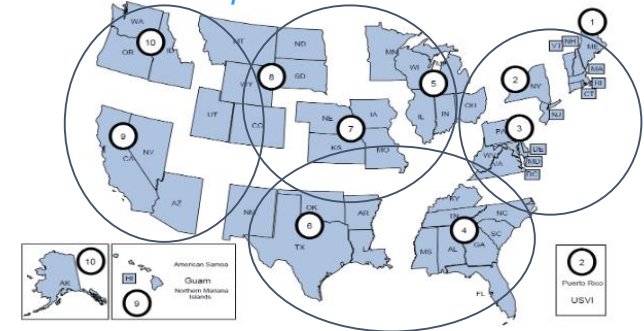 1
WA
MT
ND
MN
VT
NH
ME
10
OR
ID
8
SD
WI
MI
5
2
NY
MA
RI
CT
WY
NE
IA
OH
NJ
9
NV
UT
CO
7
IL
IN
PA
3
CA
KS
MO
WV
VA
DE
MD
DC
AZ
NM
OK
AR
KY
6
TN
4
NC
TX
LA
MS
AL
GA
SC
FL
10
AK
American Samoa
HI
Guam
Northern Mariana
Islands
9
2
Puerto Rico
USVI